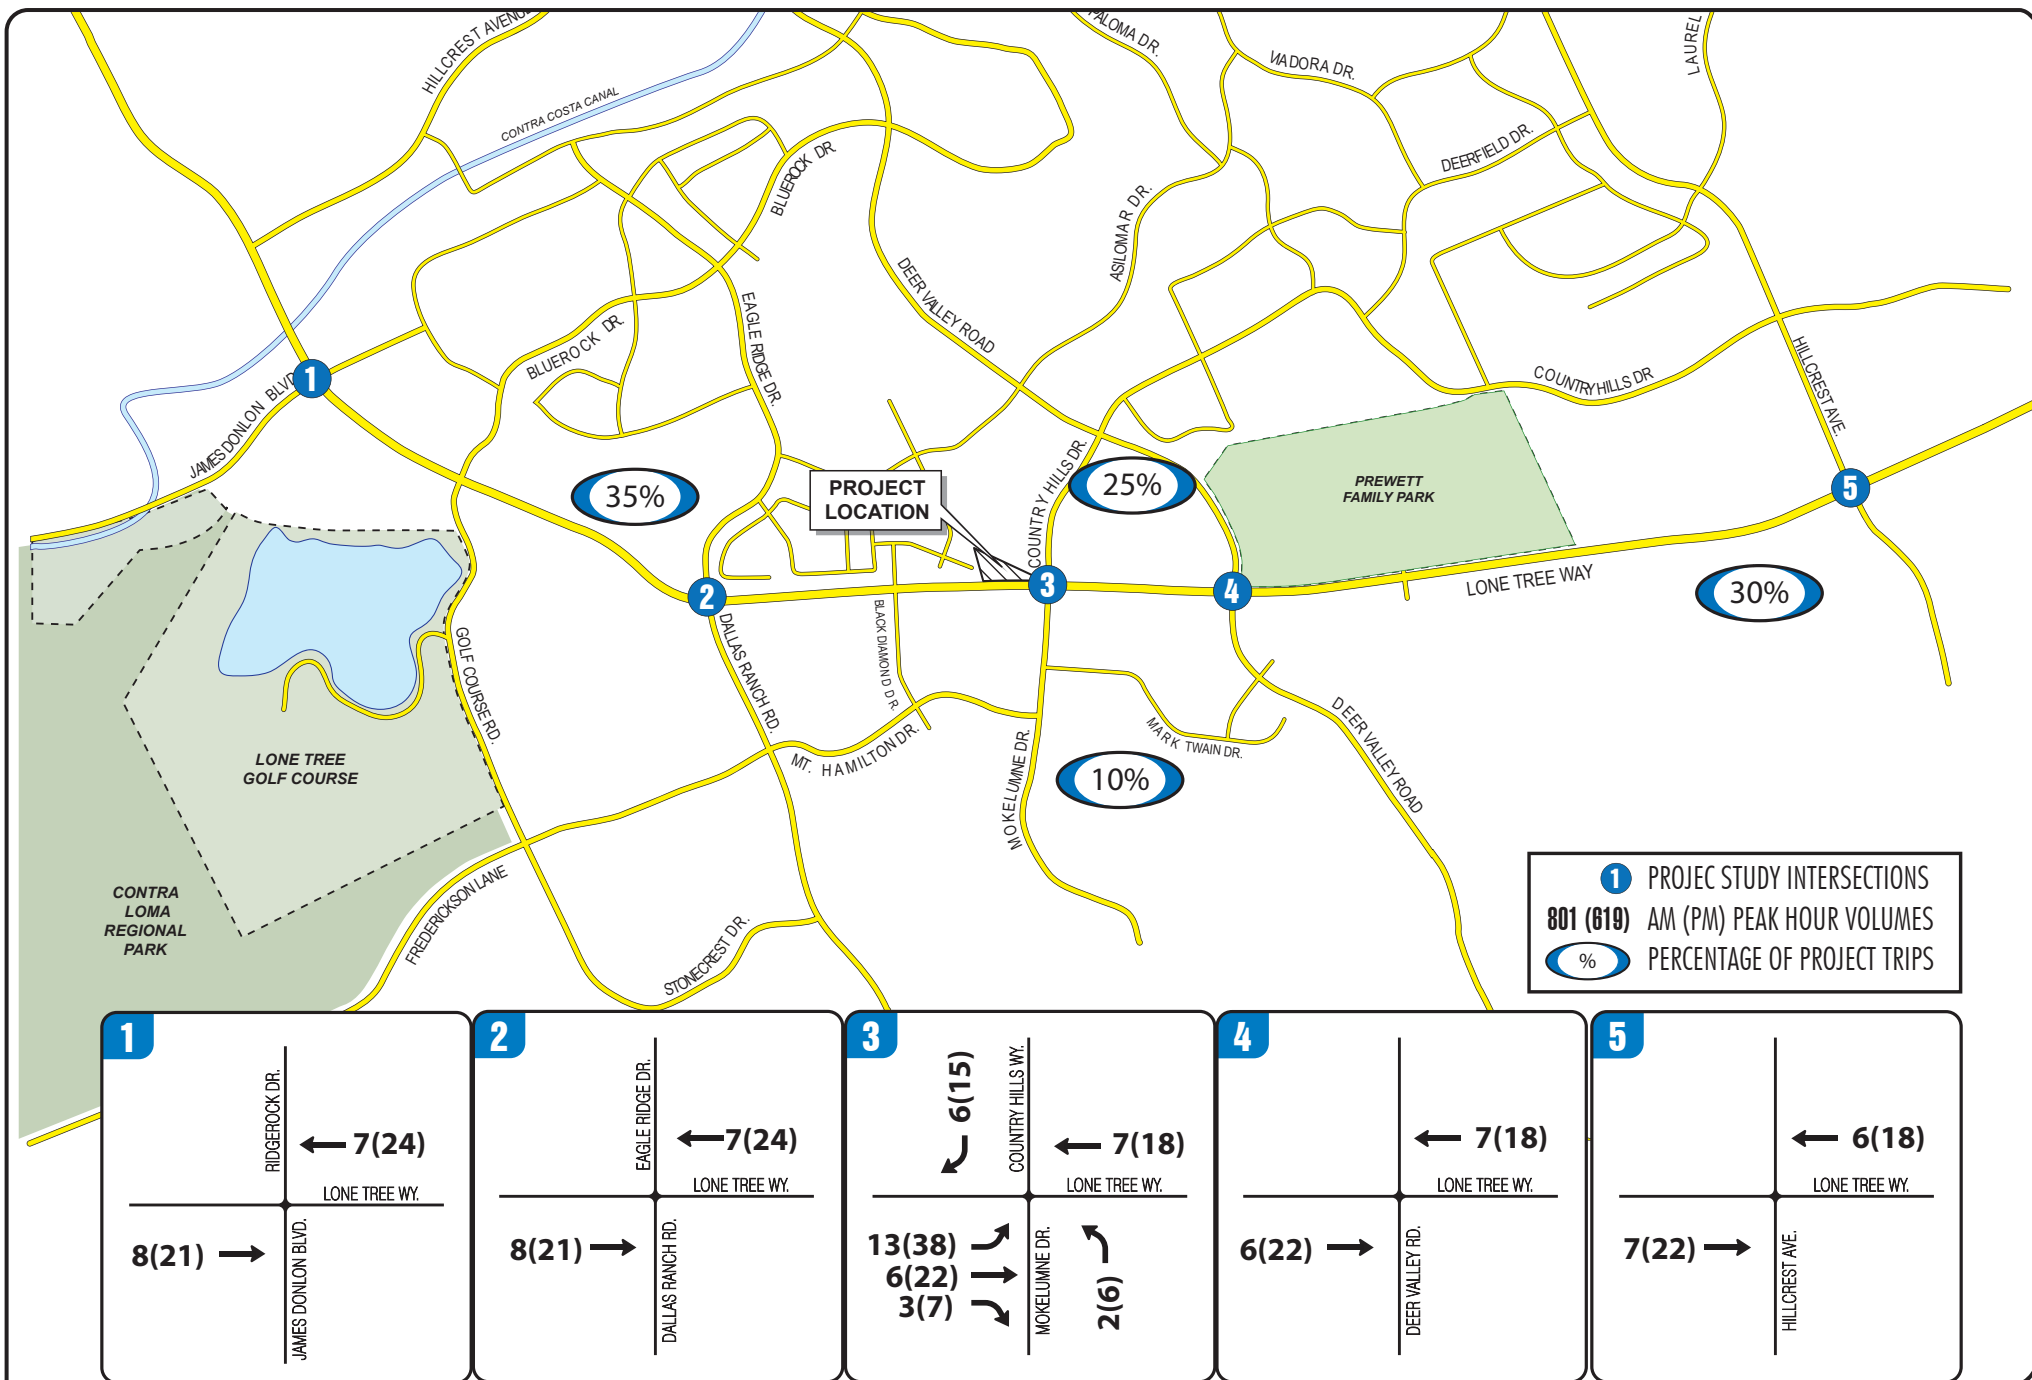 HILLCREST AVENUE
CONTRA COSTA CANAL
PALOMA DR.
VIADORA DR.
LAUREL
DEERFIELD DR.
BLUEROCK DR.
ASILOMAR DR.
DEER VALLEY ROAD
EAGLE RIDGE DR.
BLUEROCK DR.
JAMES DONLON BLVD
1
COUNTRY HILLS DR
HILLCREST AVE.
35%
PROJECT
LOCATION
COUNTRY HILLS DR.
25%
PREWETT
FAMILY PARK
5
2
3
4
LONE TREE WAY
30%
GOLF COURSE RD.
DALLAS RANCH RD.
BLACK DIAMOND DR.
MT. HAMILTON DR.
MOKELUMNE DR.
MARK TWAIN DR.
DEER VALLEY ROAD
10%
LONE TREE
GOLF COURSE
CONTRA
LOMA
REGIONAL
PARK
FREDERICKSON LANE
STONECREST DR.
1 PROJEC STUDY INTERSECTIONS
801 (619) AM (PM) PEAK HOUR VOLUMES
% PERCENTAGE OF PROJECT TRIPS
1
RIDGEROCK DR.
7(24)
LONE TREE WY.
8(21)
JAMES DONLON BLVD.
2
EAGLE RIDGE DR.
7(24)
LONE TREE WY.
8(21)
DALLAS RANCH RD.
3
6(15)
COUNTRY HILLS WY.
7(18)
LONE TREE WY.
13(38)
6(22)
3(7)
MOKELUMNE DR.
2(6)
4
7(18)
LONE TREE WY.
6(22)
DEER VALLEY RD.
5
6(18)
LONE TREE WY.
7(22)
HILLCREST AVE.